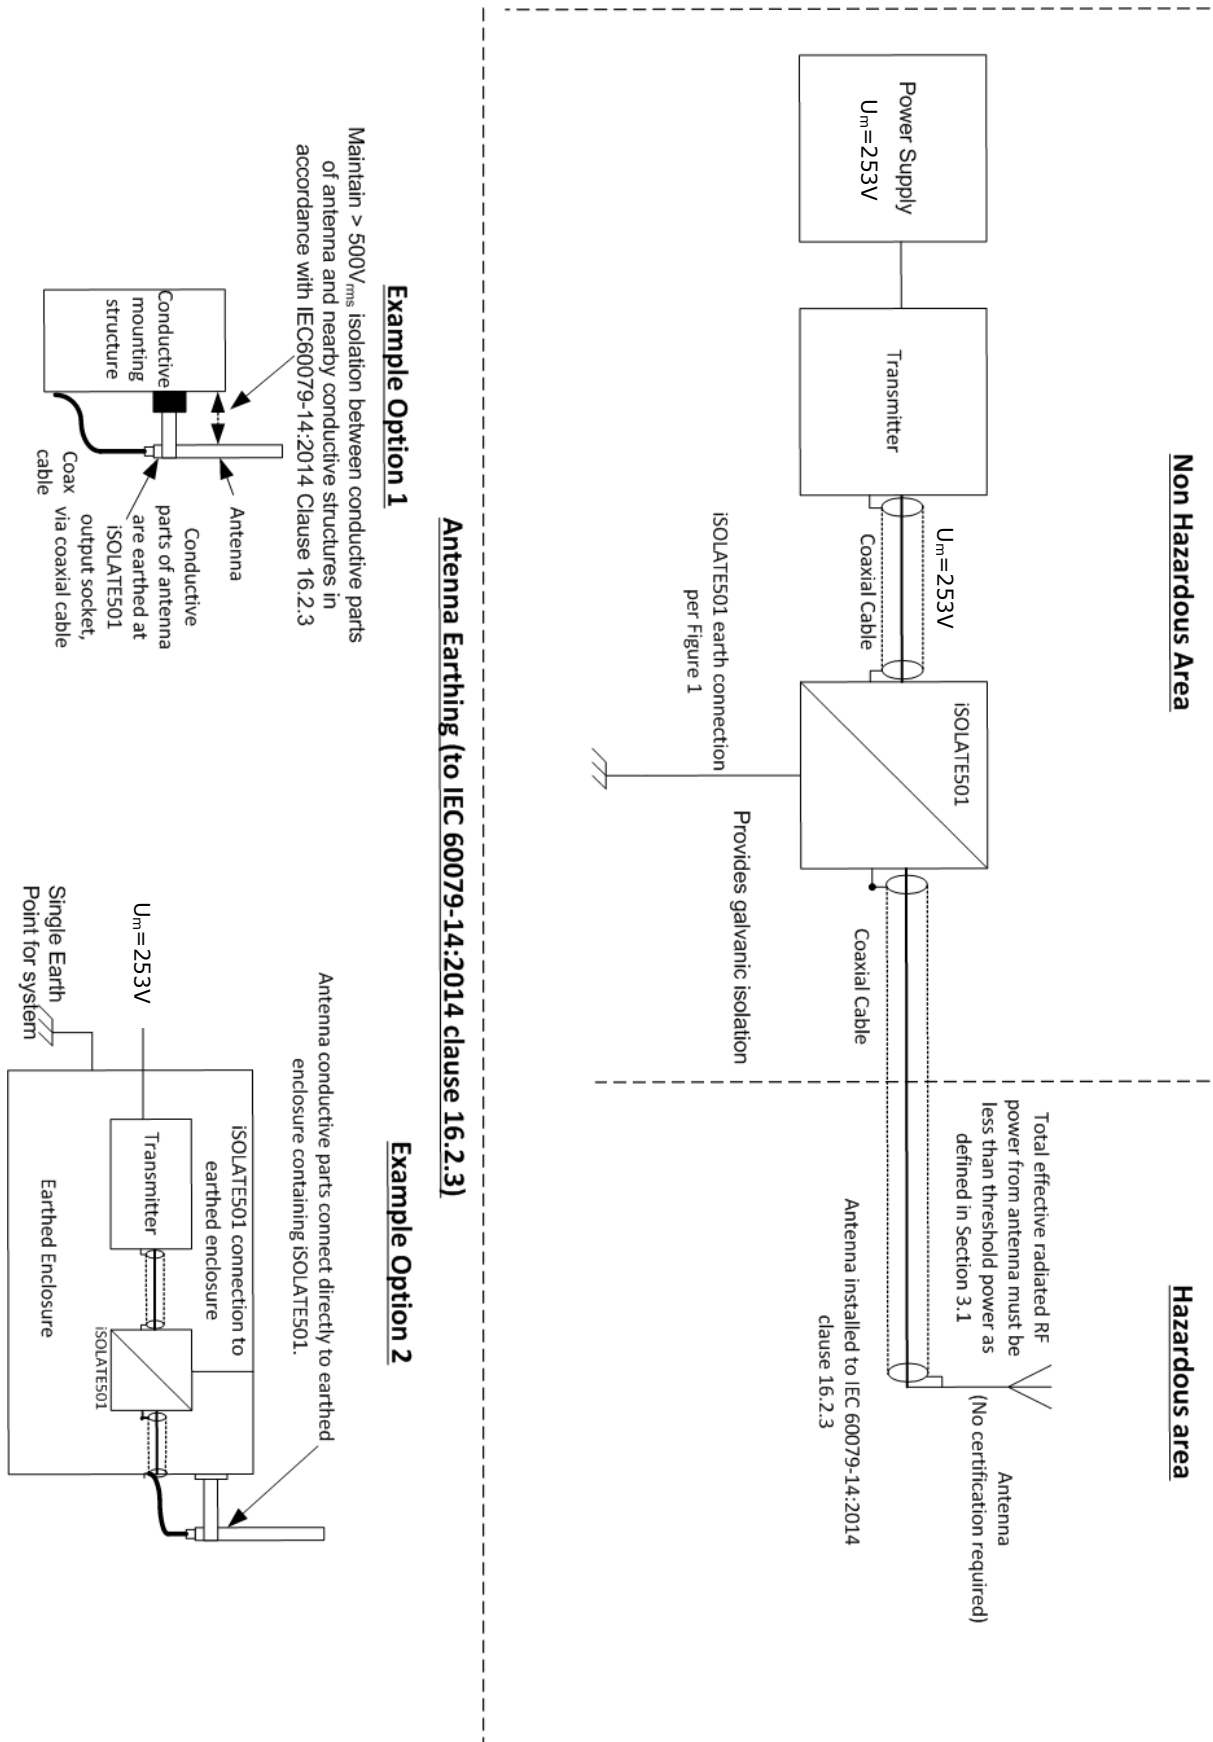 Non Hazardous Area
Hazardous area
Power Supply
Uₘ=253V
Transmitter
Uₘ=253V
Coaxial Cable
iSOLATE501
iSOLATE501 earth connection
per Figure 1
Provides galvanic isolation
Coaxial Cable
Total effective radiated RF
power from antenna must be
less than threshold power as
defined in Section 3.1
Antenna
(No certification required)
Antenna installed to IEC 60079-14:2014
clause 16.2.3
Antenna Earthing (to IEC 60079-14:2014 clause 16.2.3)
Example Option 1
Maintain > 500Vᵣₘₛ isolation between conductive parts
of antenna and nearby conductive structures in
accordance with IEC60079-14:2014 Clause 16.2.3
Conductive
mounting
structure
Antenna
Conductive
parts of antenna
are earthed at
iSOLATE501
output socket,
via coaxial cable
Coax
cable
Example Option 2
Antenna conductive parts connect directly to earthed
enclosure containing iSOLATE501.
iSOLATE501 connection to
earthed enclosure
Uₘ=253V
Transmitter
iSOLATE501
Single Earth
Point for system
Earthed Enclosure